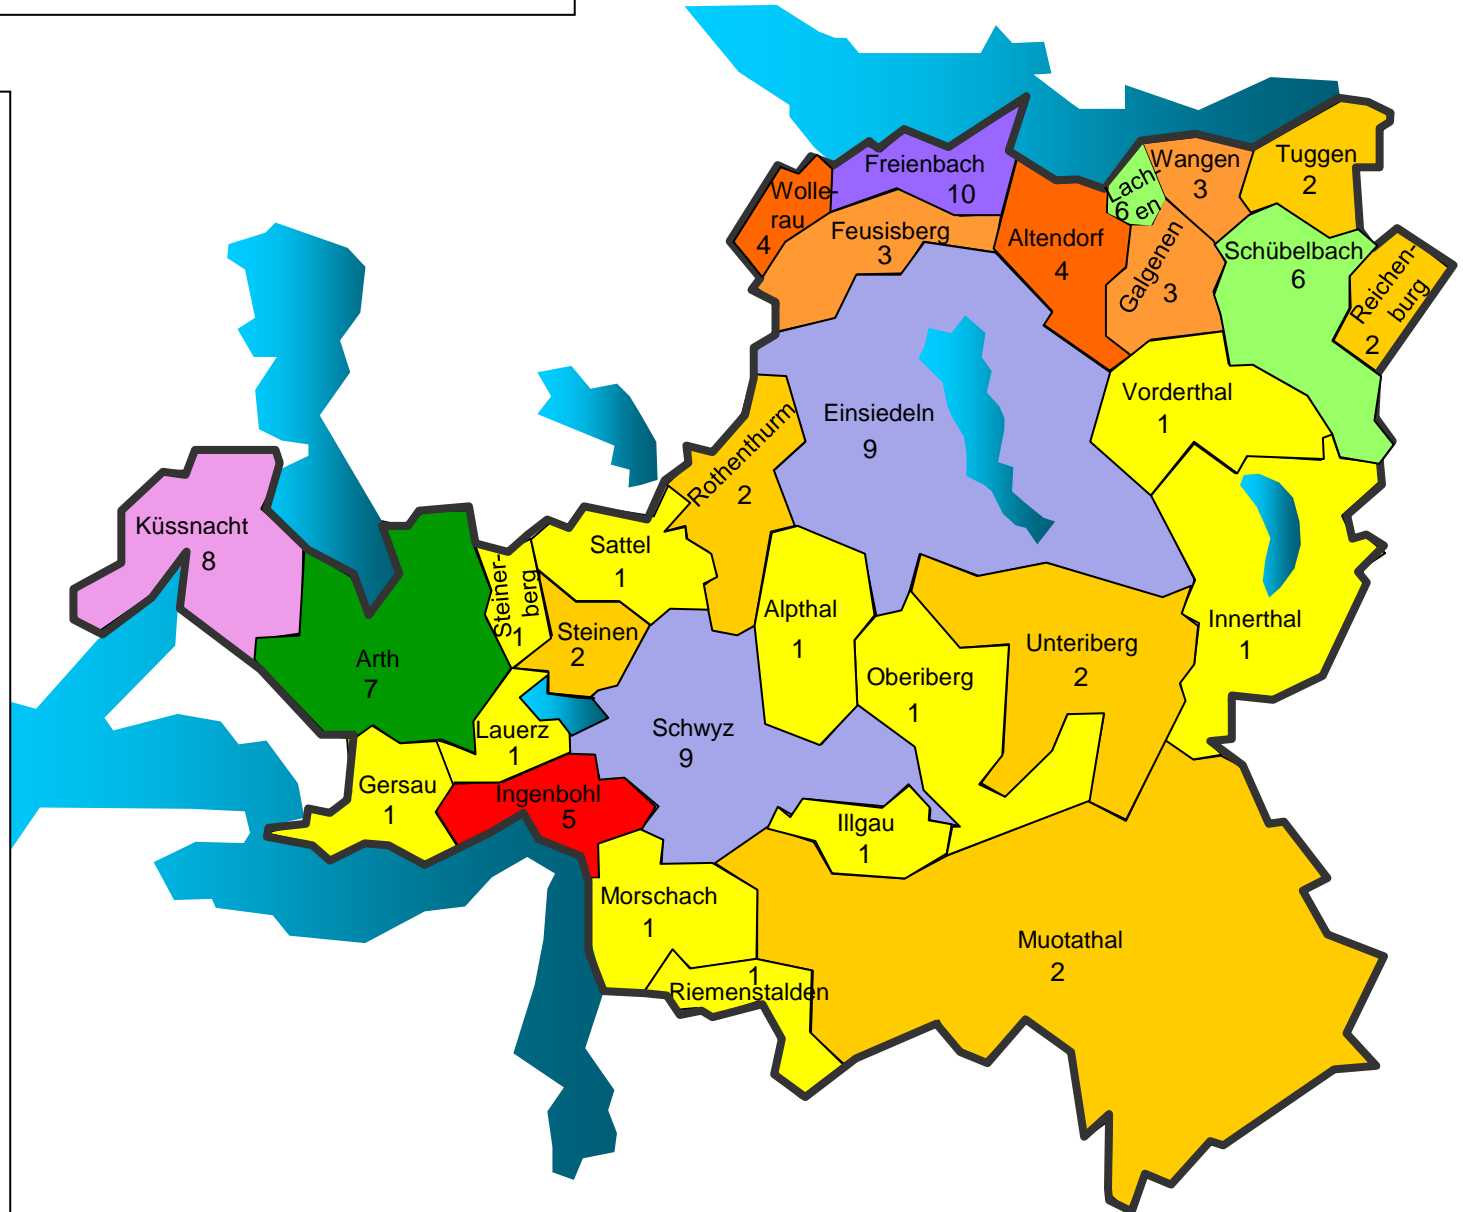 Freienbach
10
Wolle-
rau
4
Feusisberg
3
Altendorf
4
Lach-
6 en
Wangen
3
Tuggen
2
Galgenen
3
Schübelbach
6
Reichen-
burg
2
Vorderthal
1
Einsiedeln
9
Rothenthurm
2
Küssnacht
8
Sattel
1
Steiner-
berg
1
Steinen
2
Alpthal
1
Innerthal
1
Unteriberg
2
Arth
7
Oberiberg
1
Lauerz
1
Schwyz
9
Gersau
1
Ingenbohl
5
Illgau
1
Morschach
1
Muotathal
2
1
Riemenstalden